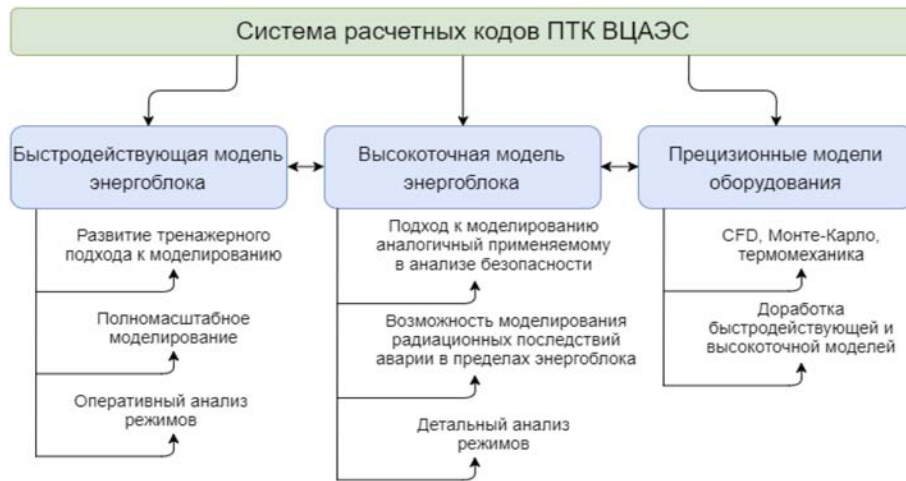 Система расчетных кодов ПТК ВЦАЭС
Быстродействующая модель
энергоблока
Развитие тренажерного
подхода к моделированию
Полномасштабное
моделирование
Оперативный анализ
режимов
Высокоточная модель
энергоблока
Подход к моделированию
аналогичный применяемому
в анализе безопасности
Возможность моделирования
радиационных последствий
аварии в пределах энергоблока
Детальный анализ
режимов
Прецизионные модели
оборудования
CFD, Монте-Карло,
термомеханика
Доработка
быстродействующей и
высокоточной моделей